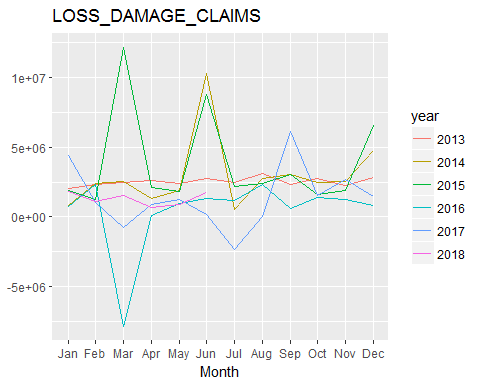 LOSS_DAMAGE_CLAIMS
1e+07
5e+06
0e+00
-5e+06
Jan Feb Mar Apr May Jun Jul Aug Sep Oct Nov Dec
Month
year
2013
2014
2015
2016
2017
2018